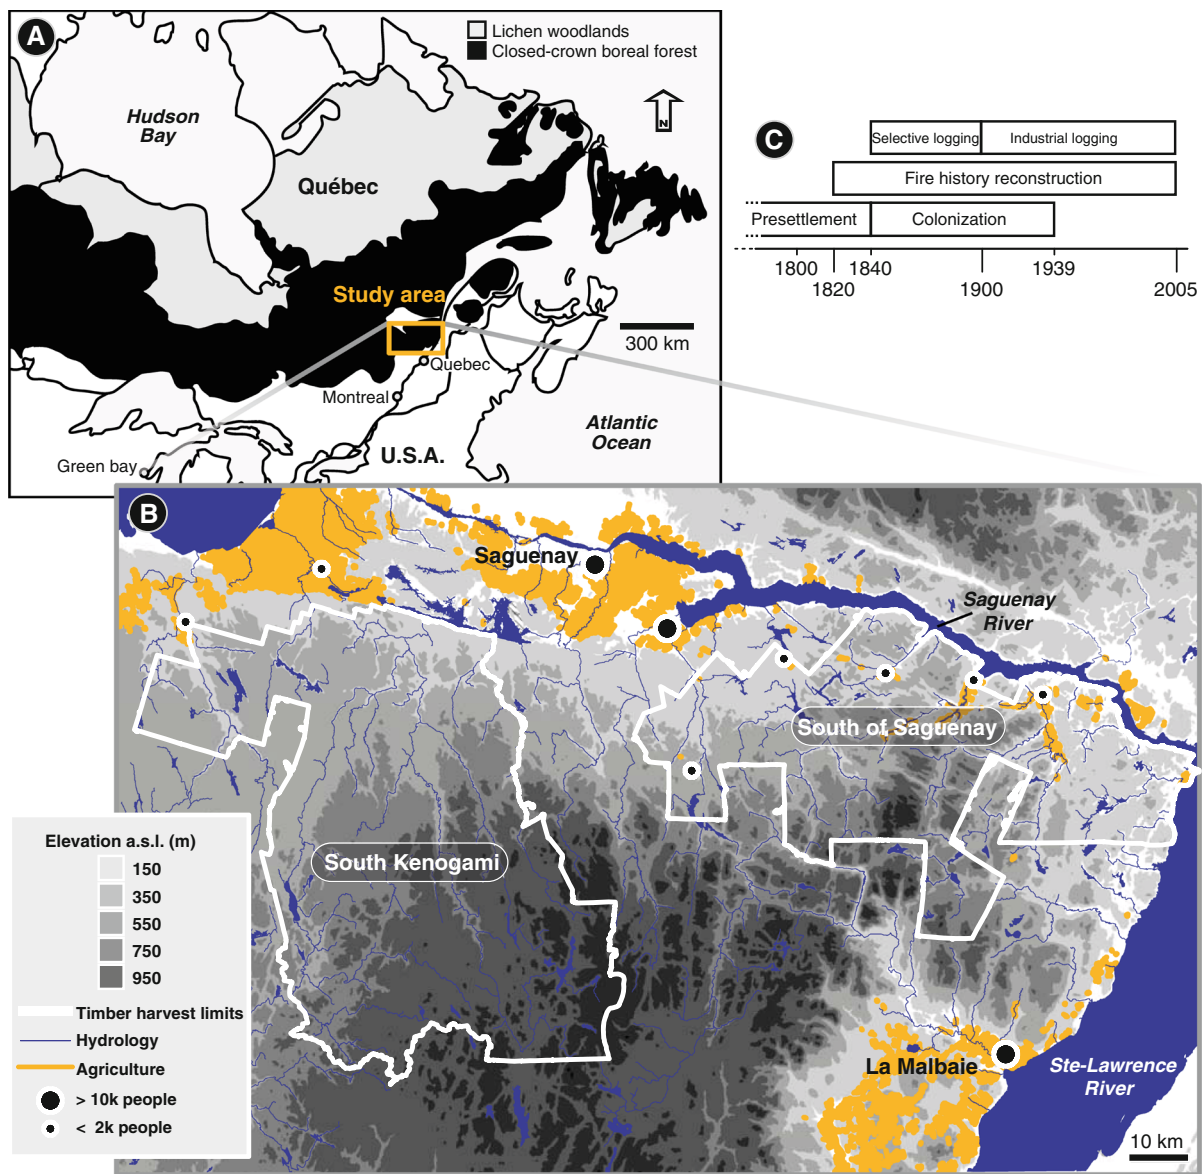 A
Lichen woodlands
Closed-crown boreal forest
Hudson
Bay
N
Québec
Study area
300 km
Quebec
Montreal
Atlantic
Ocean
U.S.A.
Green bay
C
Selective logging
Industrial logging
Fire history reconstruction
Presettlement
Colonization
1800
1840
1939
1820
1900
2005
B
Saguenay
Saguenay
River
South of Saguenay
South Kenogami
La Malbaie
Ste-Lawrence
River
10 km
Elevation a.s.l. (m)
150
350
550
750
950
Timber harvest limits
Hydrology
Agriculture
> 10k people
< 2k people